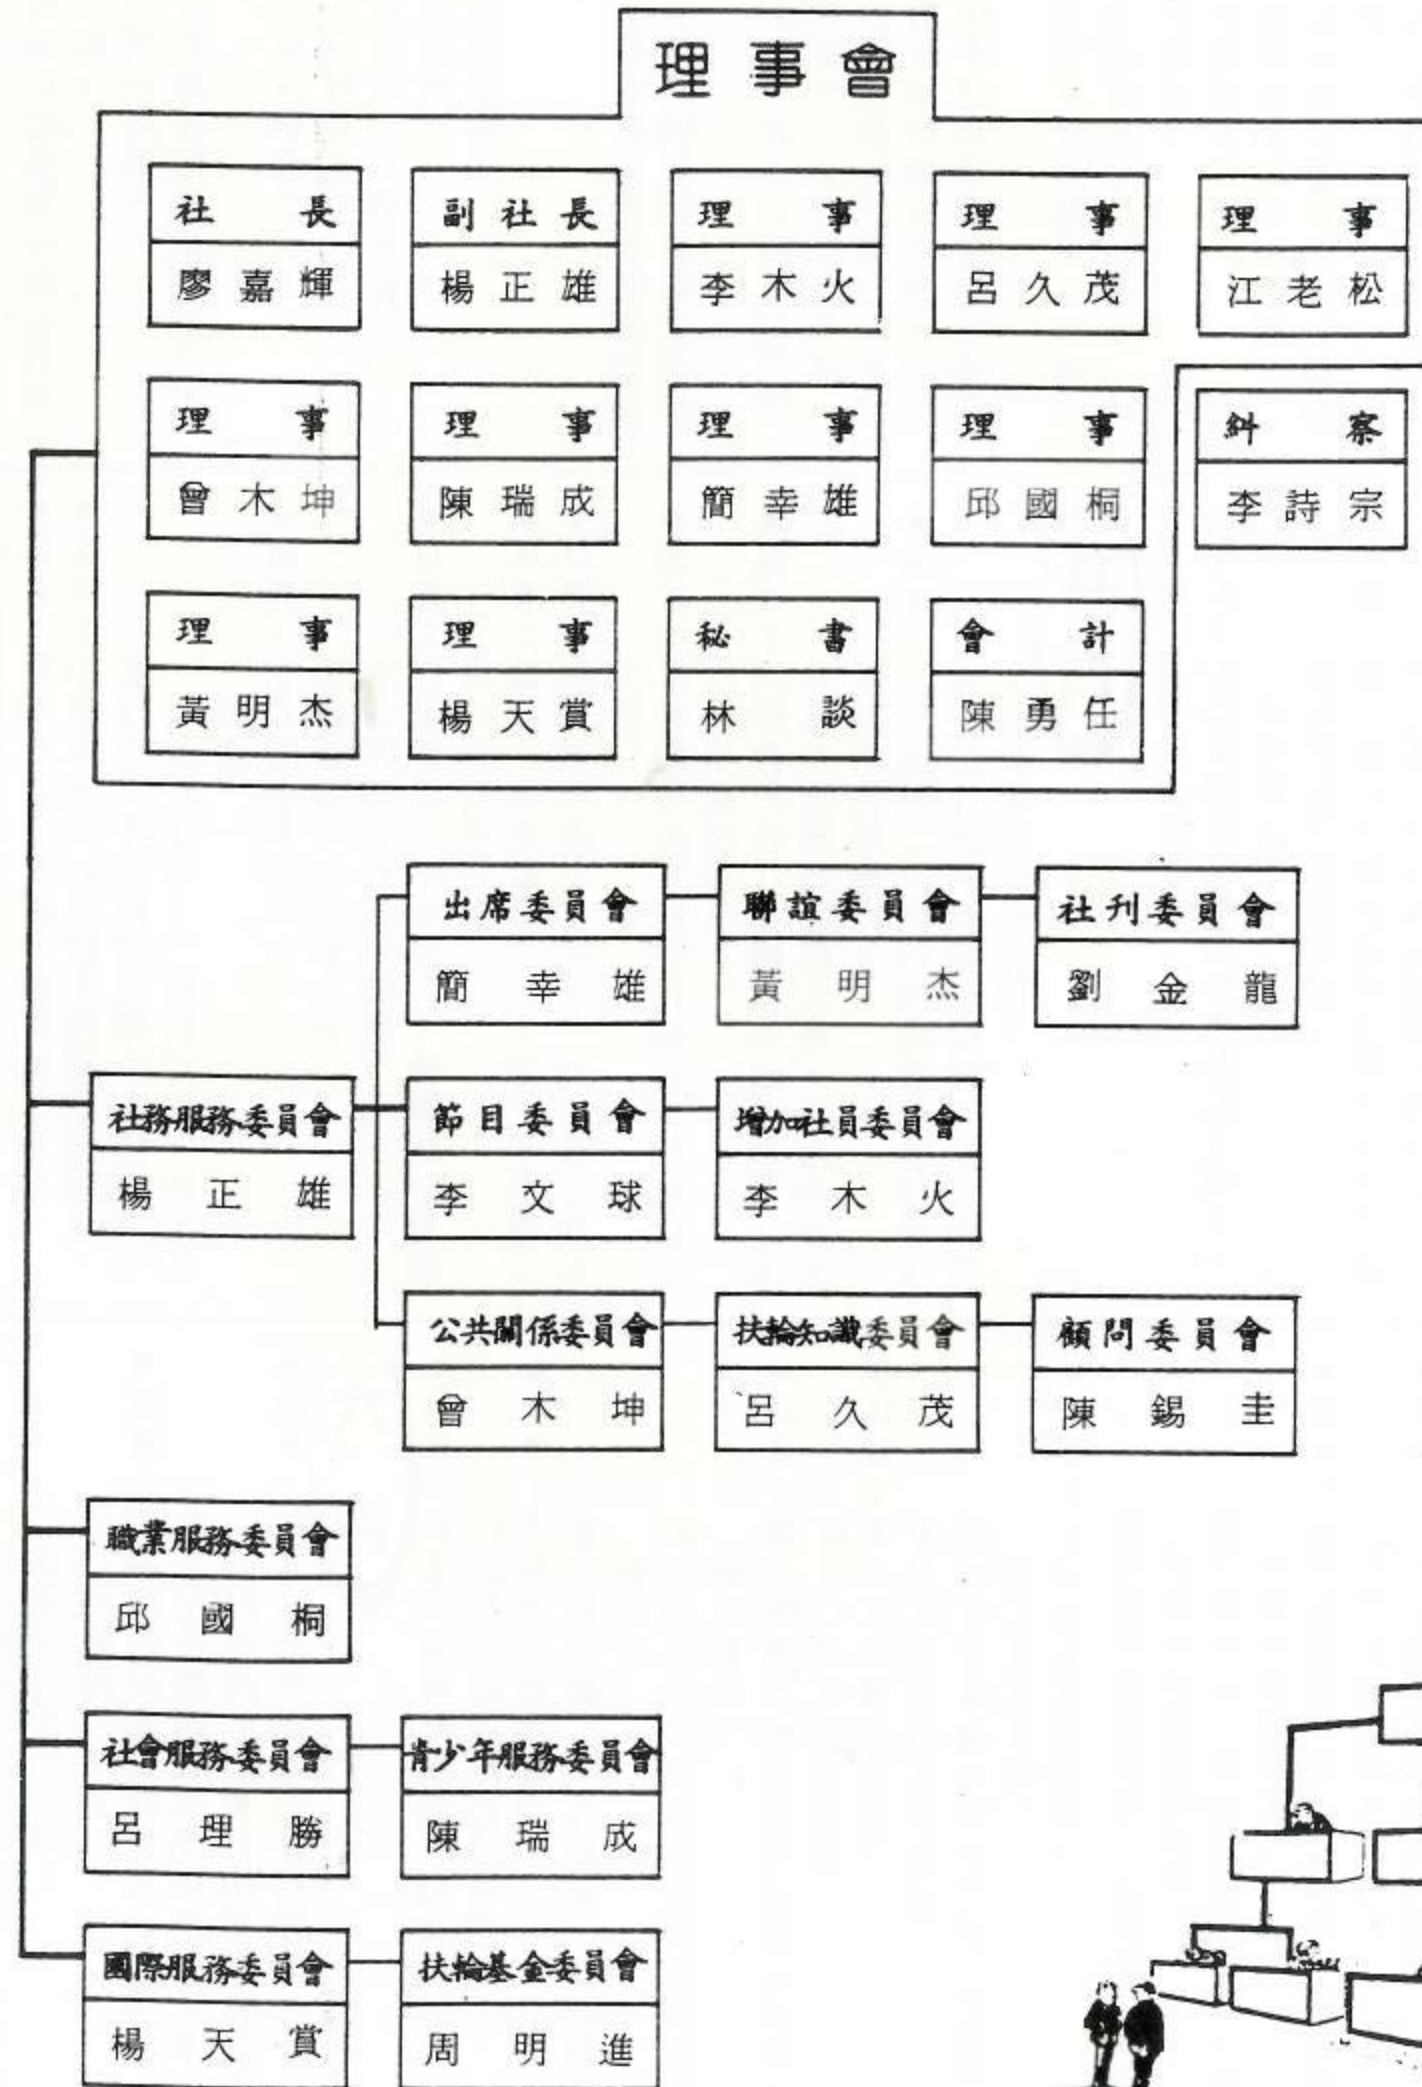 理事會
社長 副社長 理事 理事 理事
廖嘉輝 楊正雄 李木火 呂久茂 江老松
理事 理事 理事 理事 糾察
曾木坤 陳瑞成 簡幸雄 邱國桐 李詩宗
理事 理事 秘書 會計
黃明杰 楊天賞 林談 陳勇任
出席委員會 聯誼委員會 社刊委員會
簡幸雄 黃明杰 劉金龍
社務服務委員會 節目委員會 增加社員委員會
楊正雄 李文球 李木火
公共關係委員會 扶輪知識委員會 顧問委員會
曾木坤 呂久茂 陳錫圭
職業服務委員會
邱國桐
社會服務委員會 青少年服務委員會
呂理勝 陳瑞成
國際服務委員會 扶輪基金委員會
楊天賞 周明進